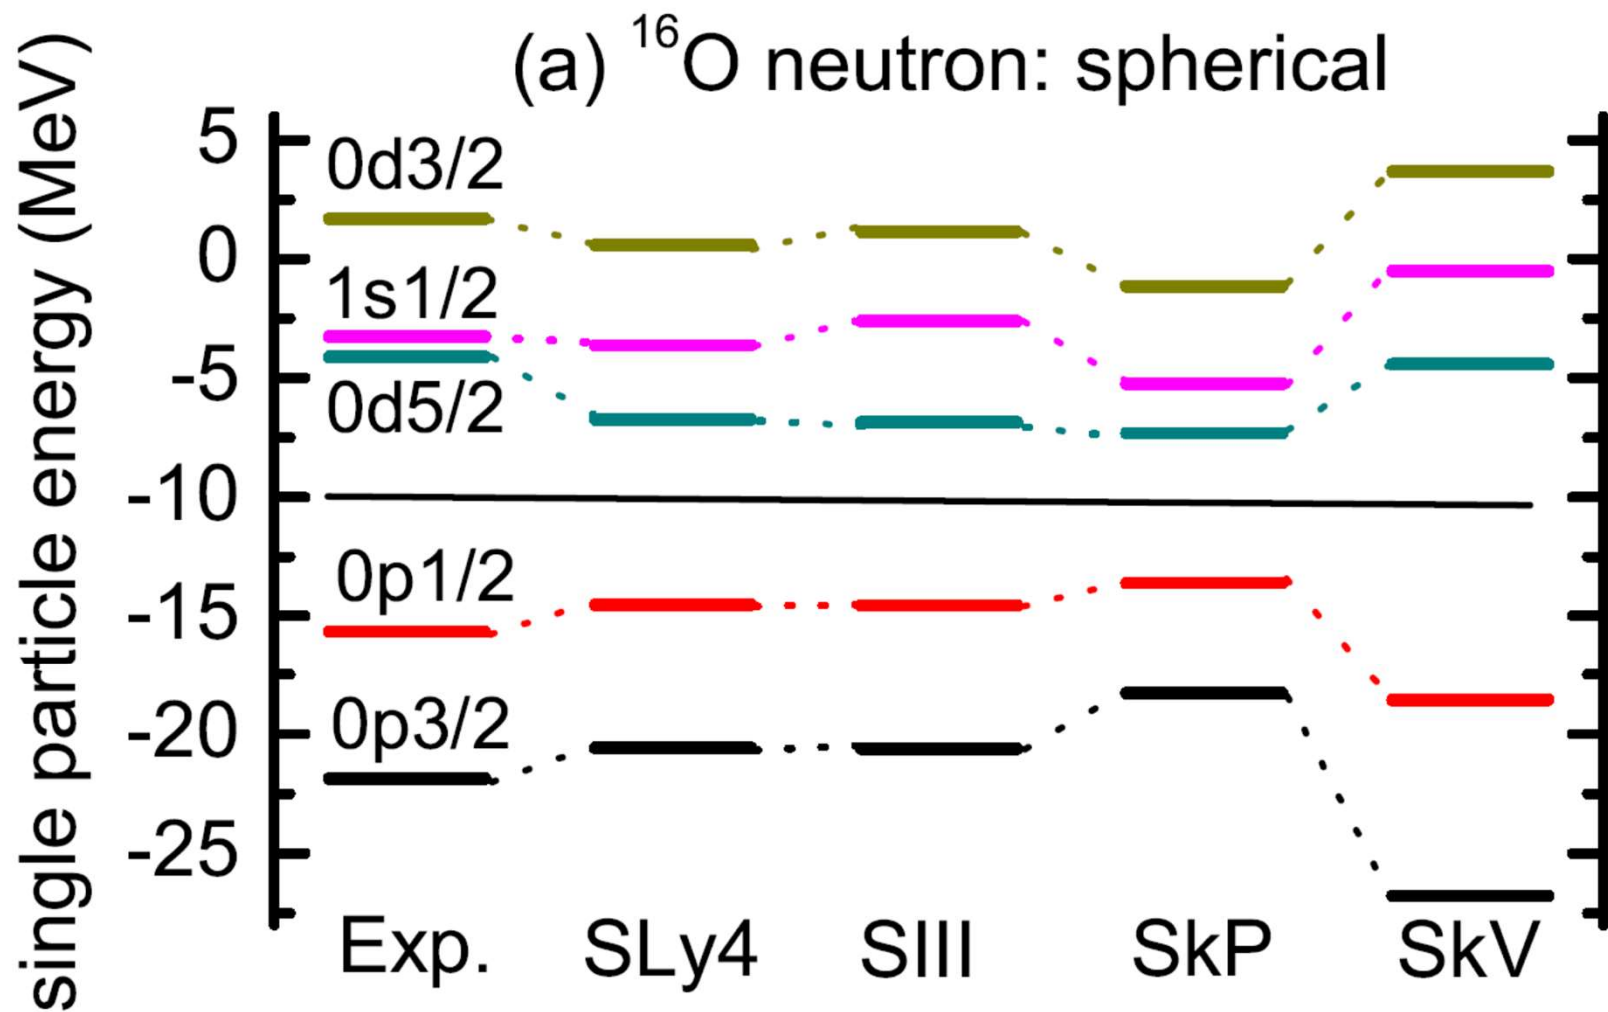 (a) ¹⁶O neutron: spherical
single particle energy (MeV)
5
0
-5
-10
-15
-20
-25
0d3/2
1s1/2
0d5/2
0p1/2
0p3/2
Exp. SLy4 SIII SkP SkV